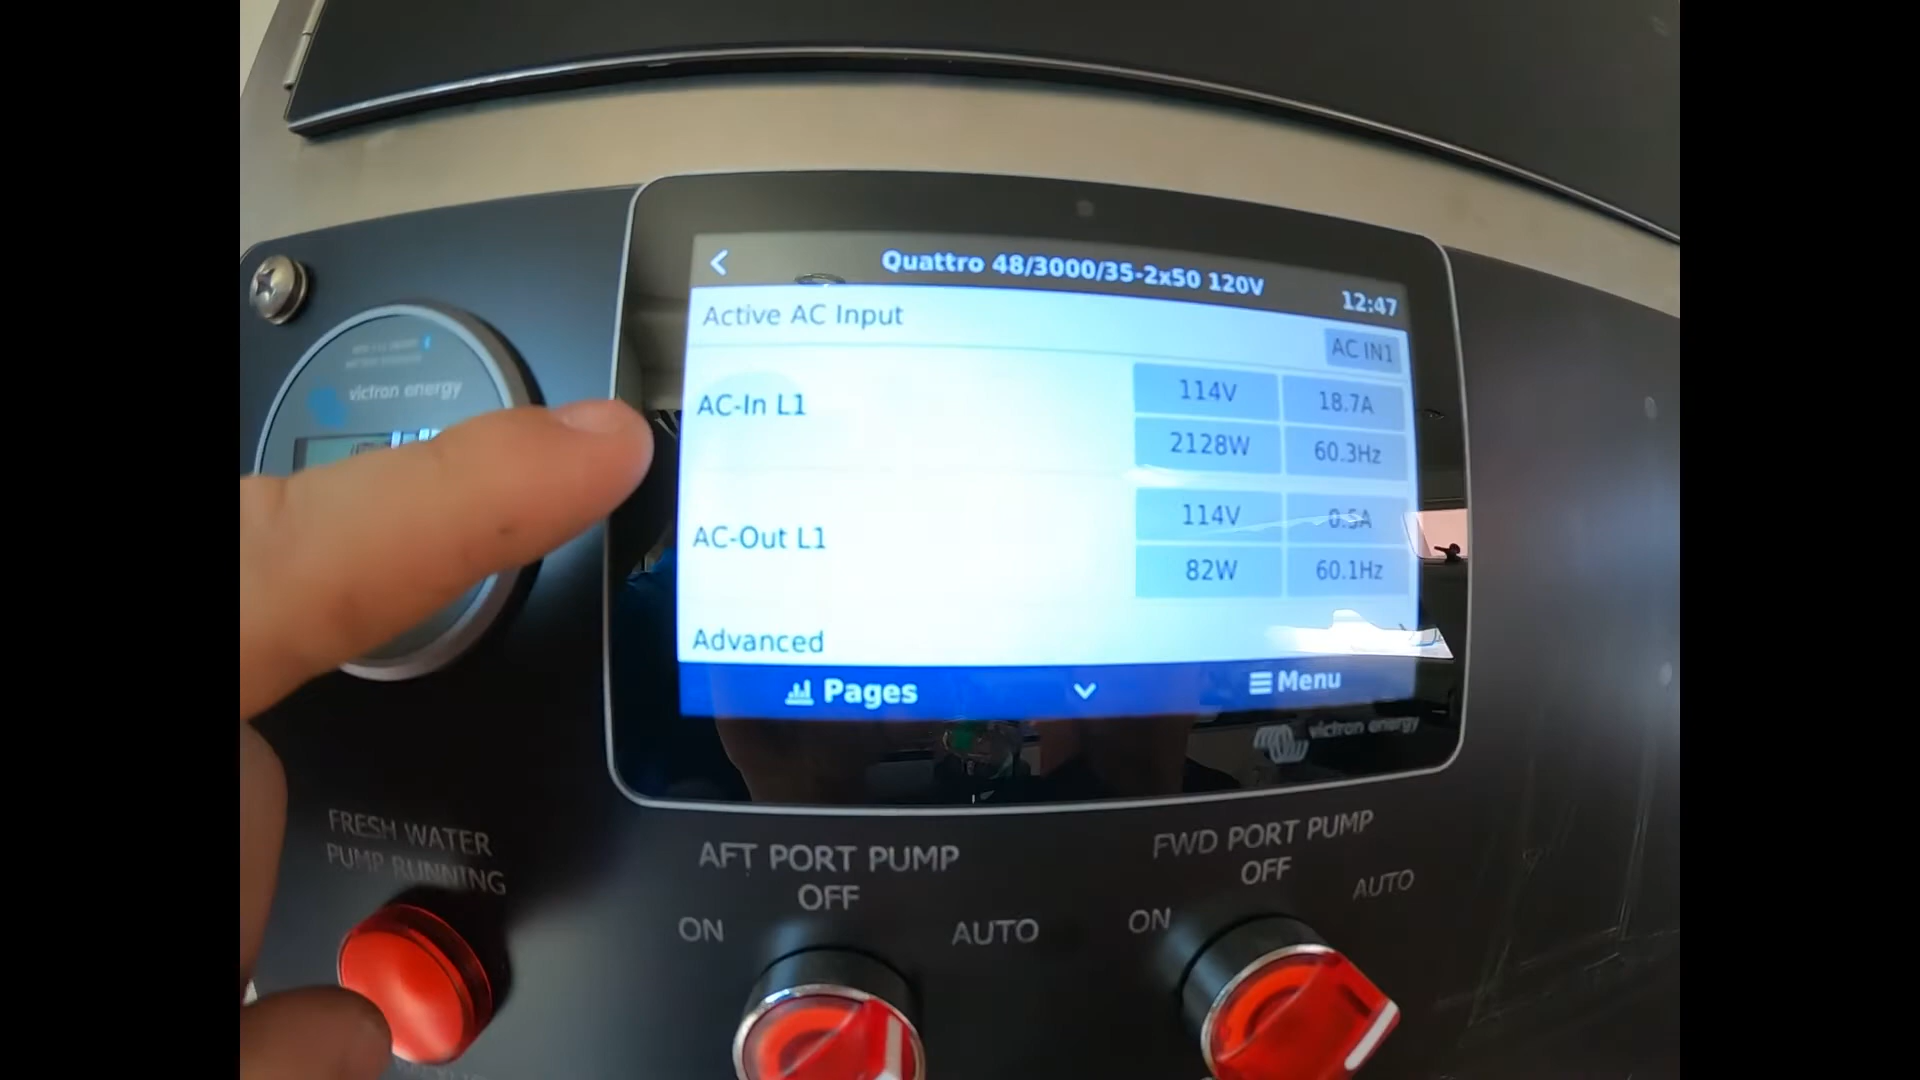 Quattro 48/3000/35-2x50 120V
12:47
Active AC Input
AC IN1
AC-In L1
114V 18.7A
2128W 60.3Hz
AC-Out L1
114V 0.5A
82W 60.1Hz
Advanced
Pages
Menu
victron energy
victron energy
FRESH WATER
PUMP RUNNING
AFT PORT PUMP
OFF
ON
AUTO
FWD PORT PUMP
OFF
ON
AUTO